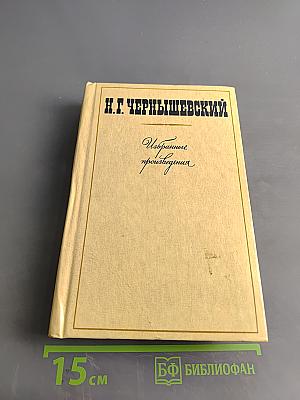 Н.Г. ЧЕРНЫШЕВСКИЙ
Избранные
произведения
15 см
БФ БИБЛИОФАН